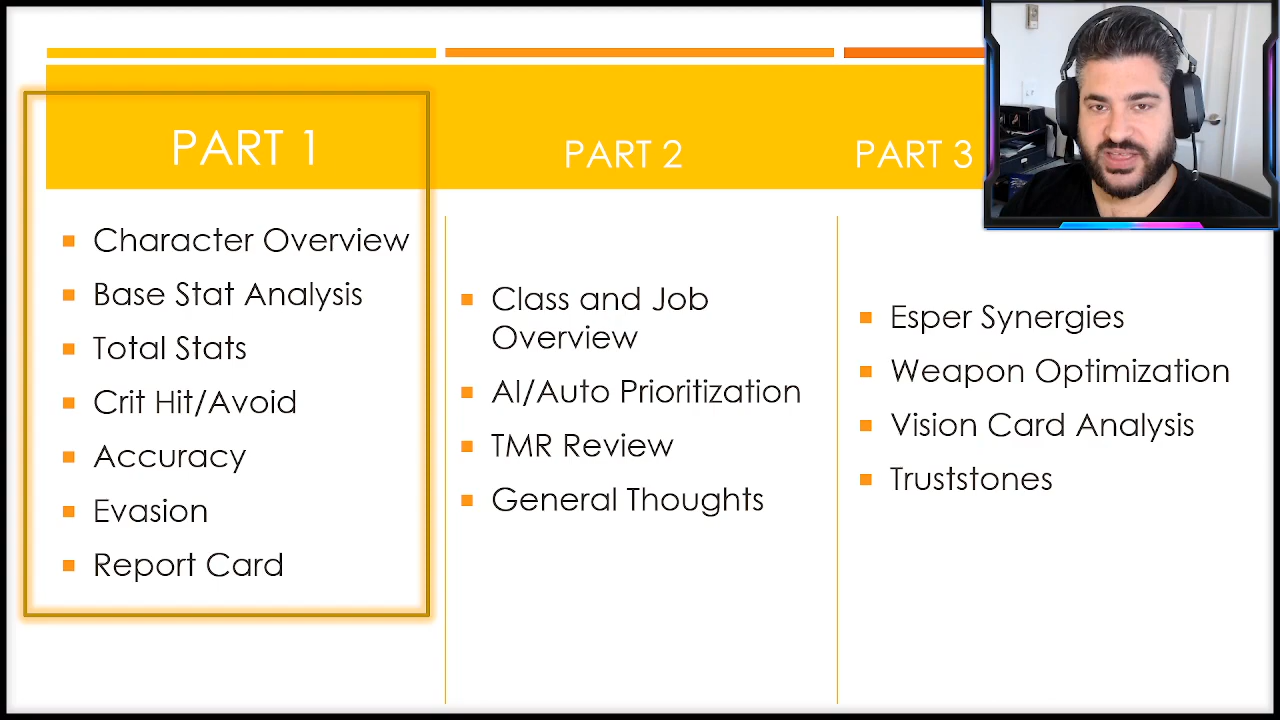 PART 1
Character Overview
Base Stat Analysis
Total Stats
Crit Hit/Avoid
Accuracy
Evasion
Report Card
PART 2
Class and Job
Overview
AI/Auto Prioritization
TMR Review
General Thoughts
PART 3
Esper Synergies
Weapon Optimization
Vision Card Analysis
Truststones